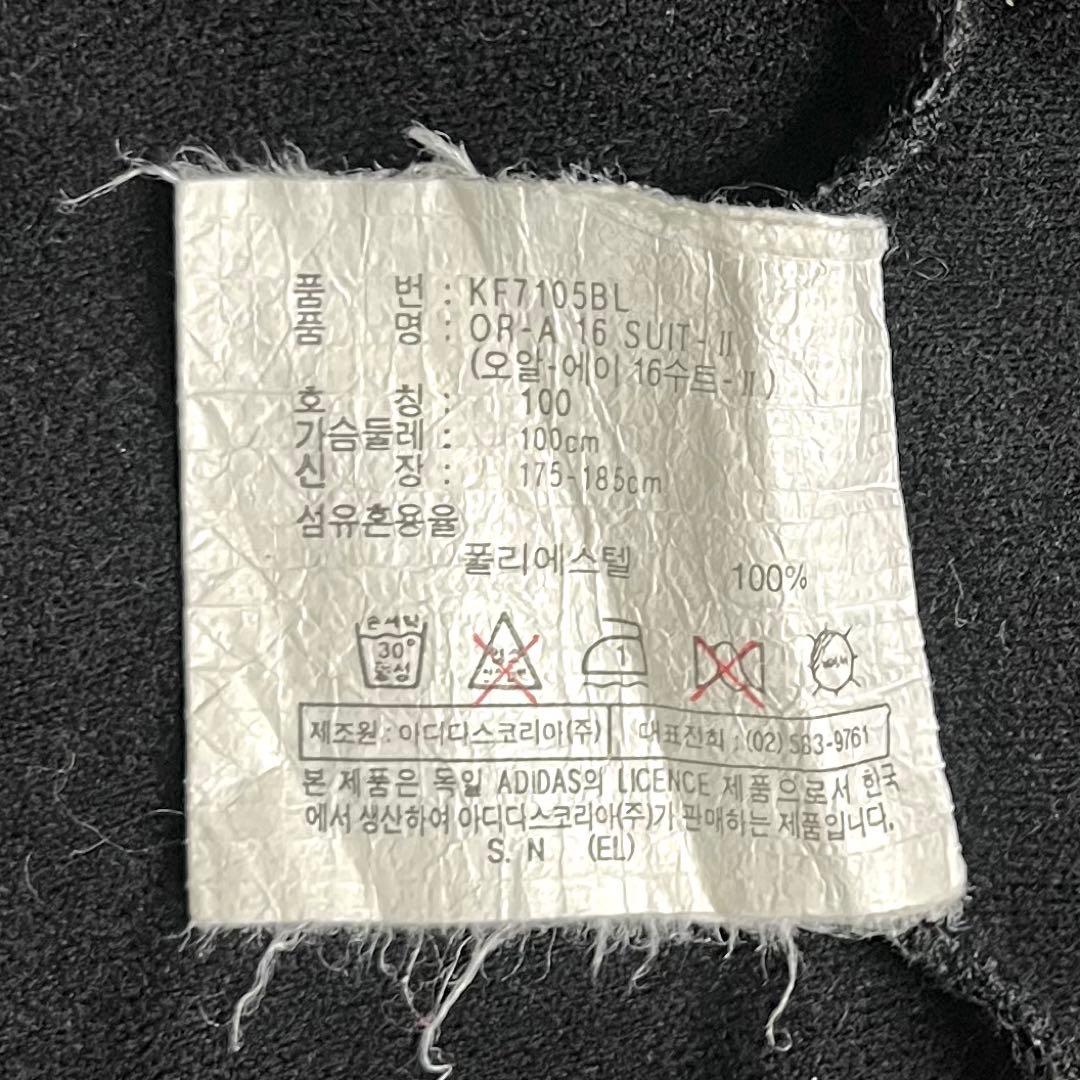 품 번 : KF7105BL
품 명 : OR-A 16 SUIT-II
(오알-에이 16수트-II)
호 칭 : 100
가슴둘레 : 100cm
신 장 : 175-185cm
섬유혼용율
폴리에스텔 100%
손세탁
30°
중성
1
제조원 : 아디다스코리아(주) 대표전화 : (02) 583-9761
본 제품은 독일 ADIDAS의 LICENCE 제품으로서 한국
에서 생산하여 아디다스코리아(주)가 판매하는 제품입니다.
S. N (EL)